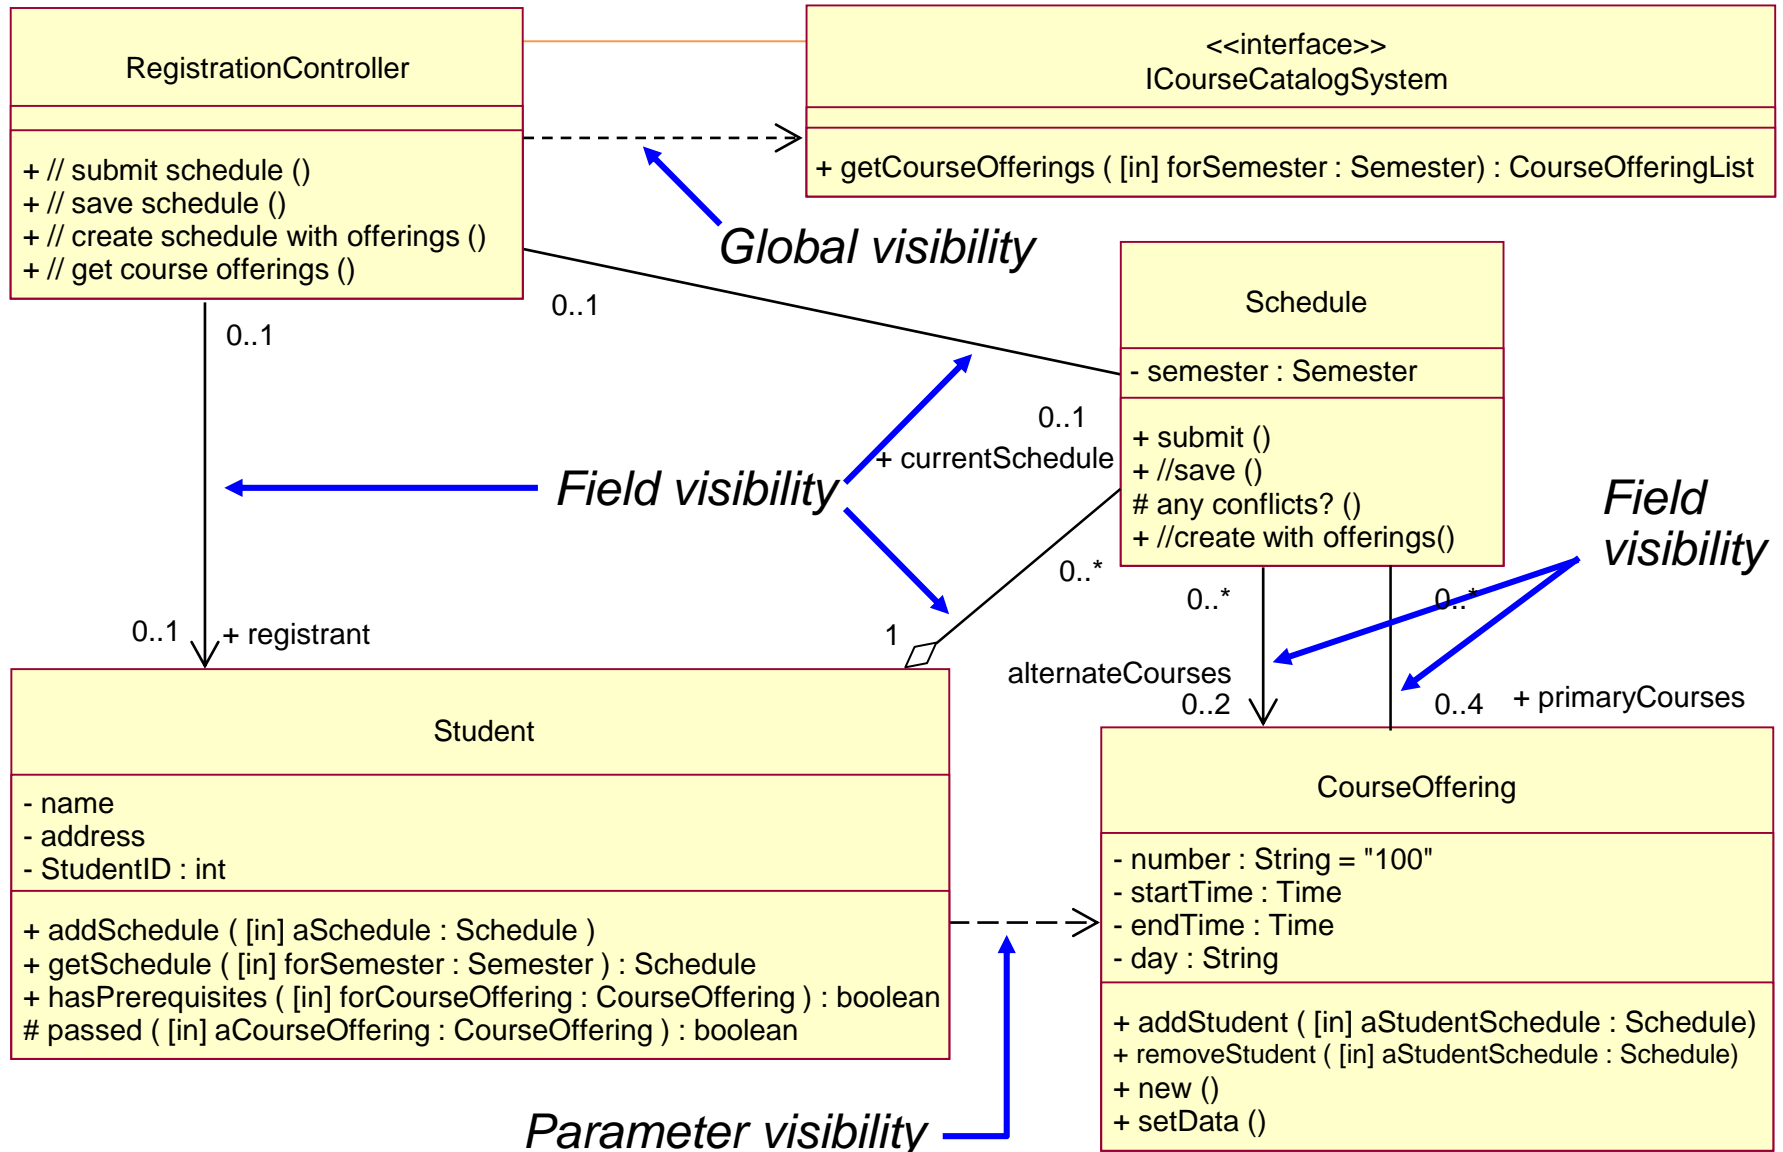 RegistrationController
+ // submit schedule ()
+ // save schedule ()
+ // create schedule with offerings ()
+ // get course offerings ()
<<interface>>
ICourseCatalogSystem
+ getCourseOfferings ( [in] forSemester : Semester) : CourseOfferingList
Global visibility
0..1
0..1
Schedule
- semester : Semester
+ submit ()
+ //save ()
# any conflicts? ()
+ //create with offerings()
0..1
+ currentSchedule
Field visibility
Field
visibility
0..*
0..*
0..*
0..1
+ registrant
1
alternateCourses
0..2
0..4
+ primaryCourses
Student
- name
- address
- StudentID : int
+ addSchedule ( [in] aSchedule : Schedule )
+ getSchedule ( [in] forSemester : Semester ) : Schedule
+ hasPrerequisites ( [in] forCourseOffering : CourseOffering ) : boolean
# passed ( [in] aCourseOffering : CourseOffering ) : boolean
CourseOffering
- number : String = "100"
- startTime : Time
- endTime : Time
- day : String
+ addStudent ( [in] aStudentSchedule : Schedule)
+ removeStudent ( [in] aStudentSchedule : Schedule)
+ new ()
+ setData ()
Parameter visibility